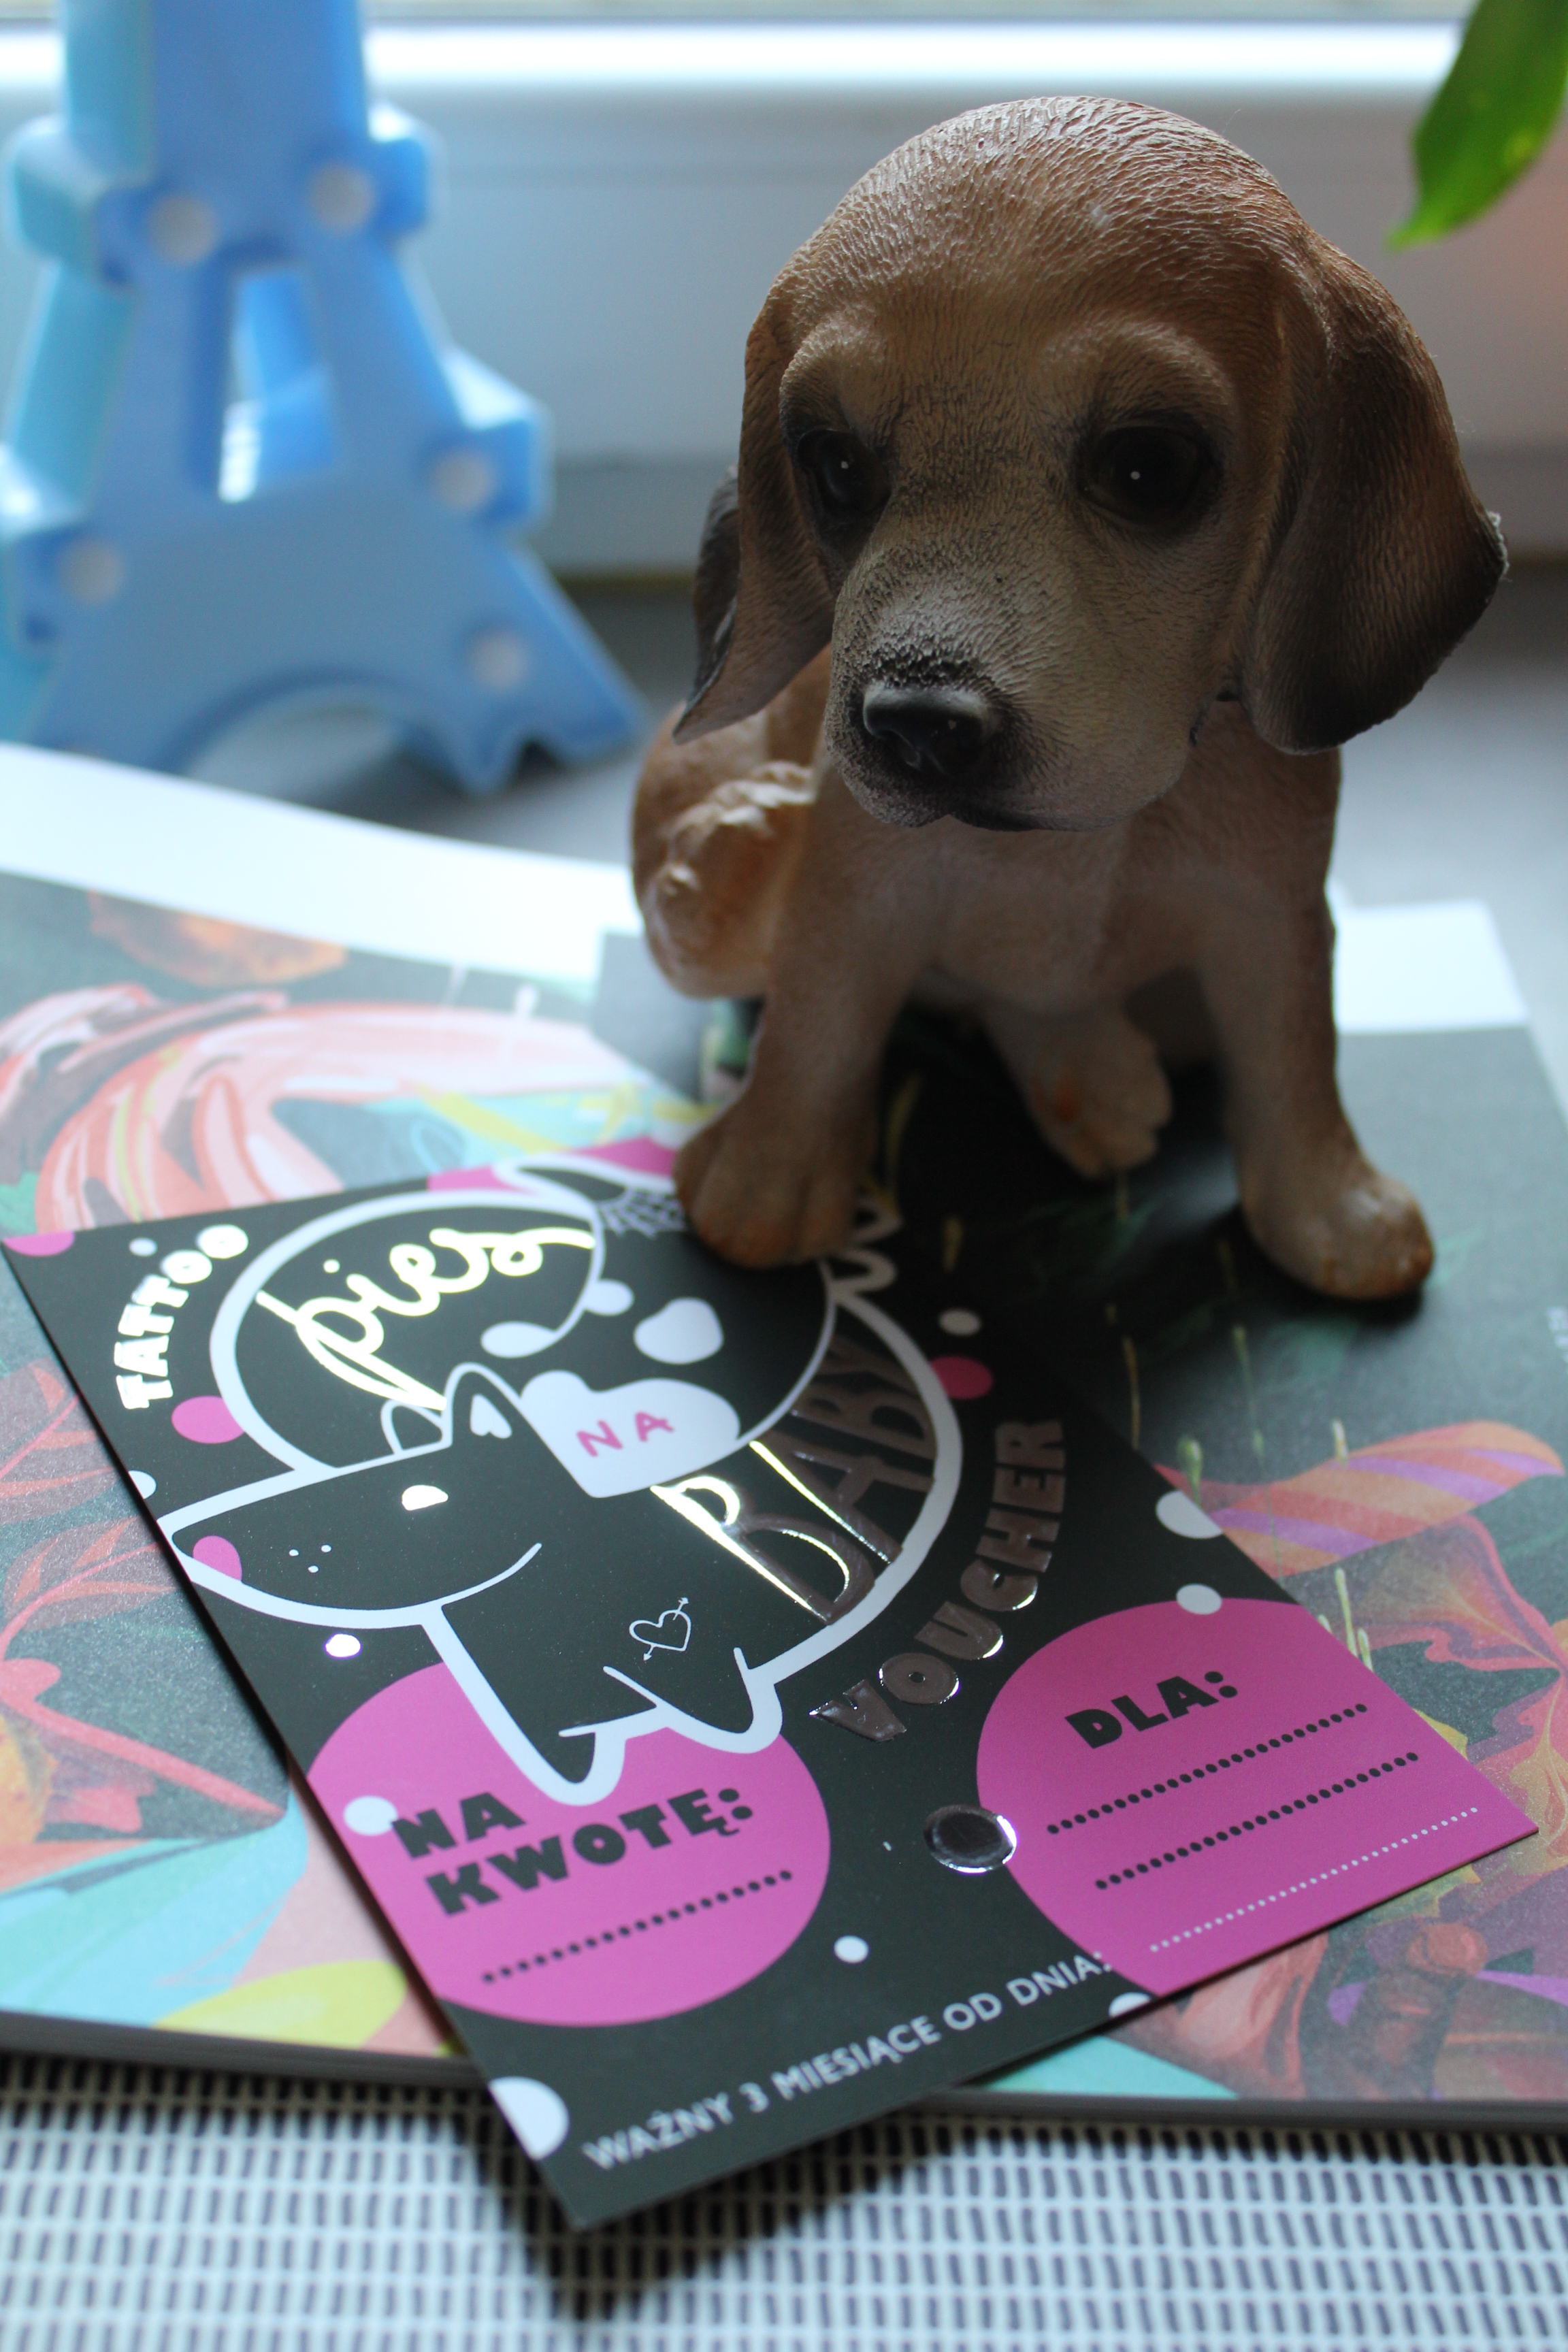 TATTOO
pies
NA
BABY
VOUCHER
DLA:
NA
KWOTĘ:
WAŻNY 3 MIESIĄCE OD DNIA: